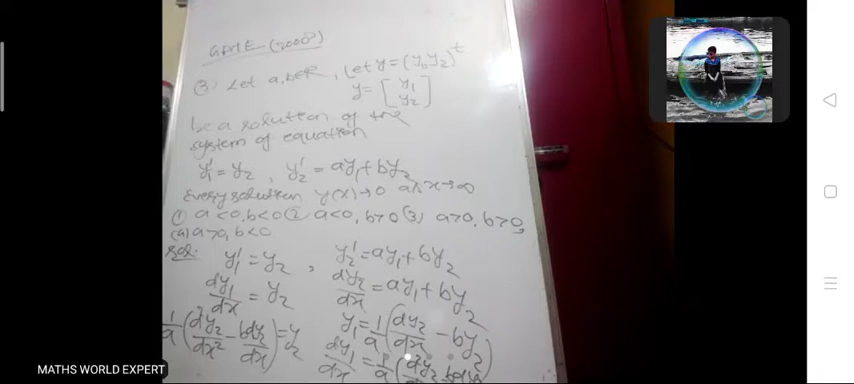 GATE (2008)
(3) Let a, b ∈ R, Let y = (y₁, y₂)ᵗ
y = [y₁ y₂]
be a solution of the
system of equation
y₁' = y₂, y₂' = ay₁ + by₂
Every solution y(x) → 0 as x → ∞
(1) a<0, b<0 (2) a<0, b>0 (3) a>0, b>0,
(4) a>0, b<0
Sol: y₁' = y₂, y₂' = ay₁ + by₂
dy₁/dx = y₂ dy₂/dx = ay₁ + by₂
y₁ = 1/a (dy₂/dx − by₂)
1/a (d²y₂/dx² − b dy₂/dx) = y₂
dy₁/dx = 1/a
MATHS WORLD EXPERT